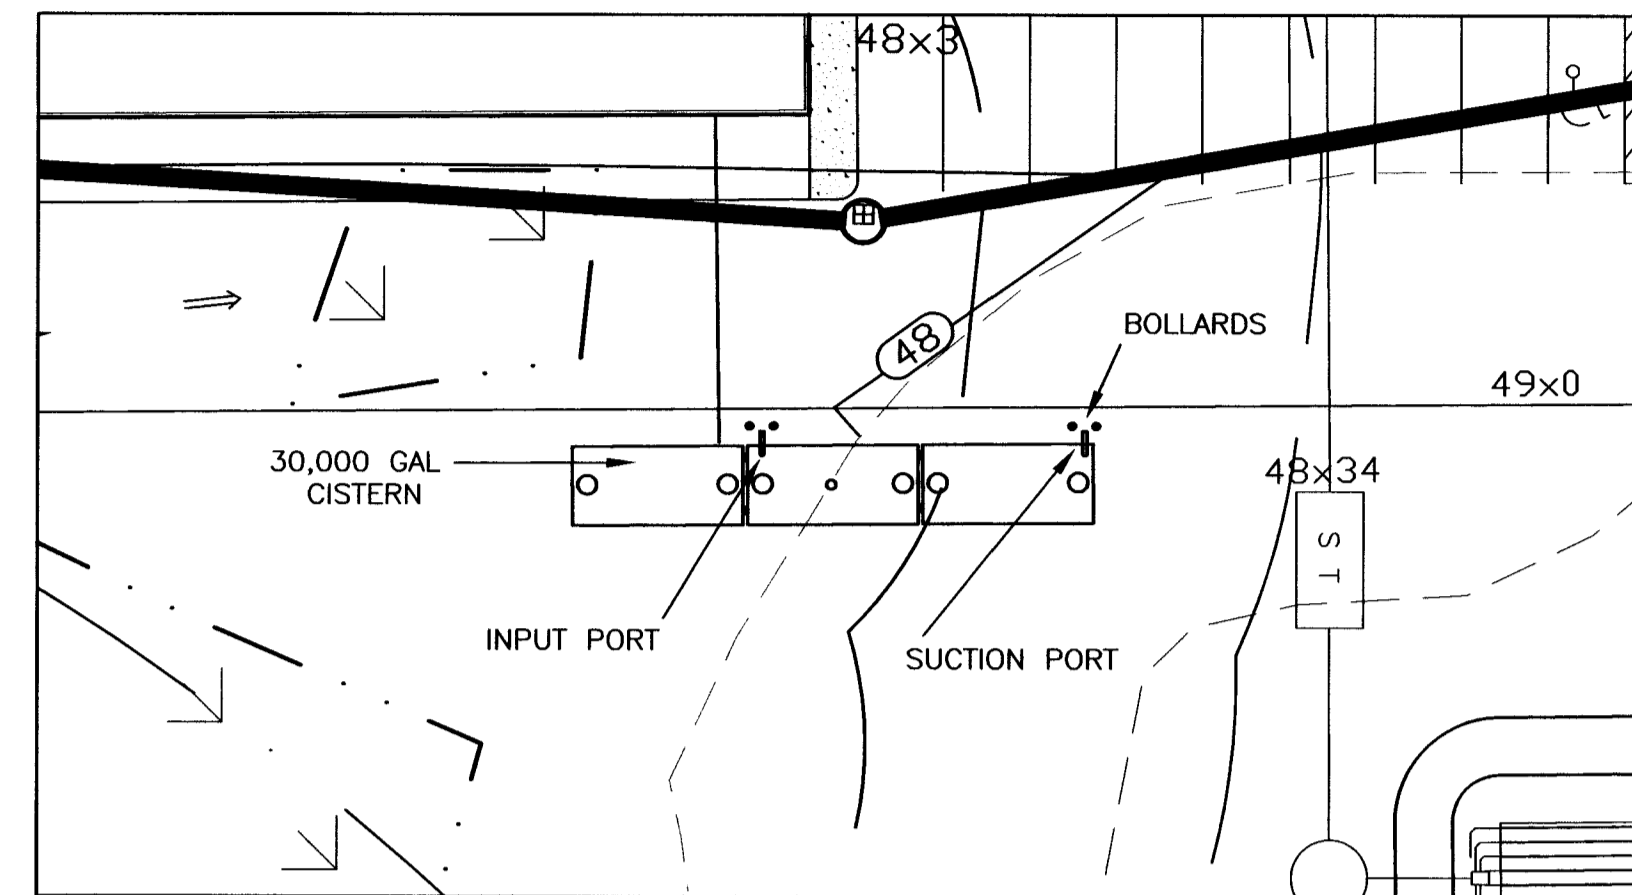 48x3
BOLLARDS
48
49x0
30,000 GAL
CISTERN
48x34
S T
INPUT PORT
SUCTION PORT